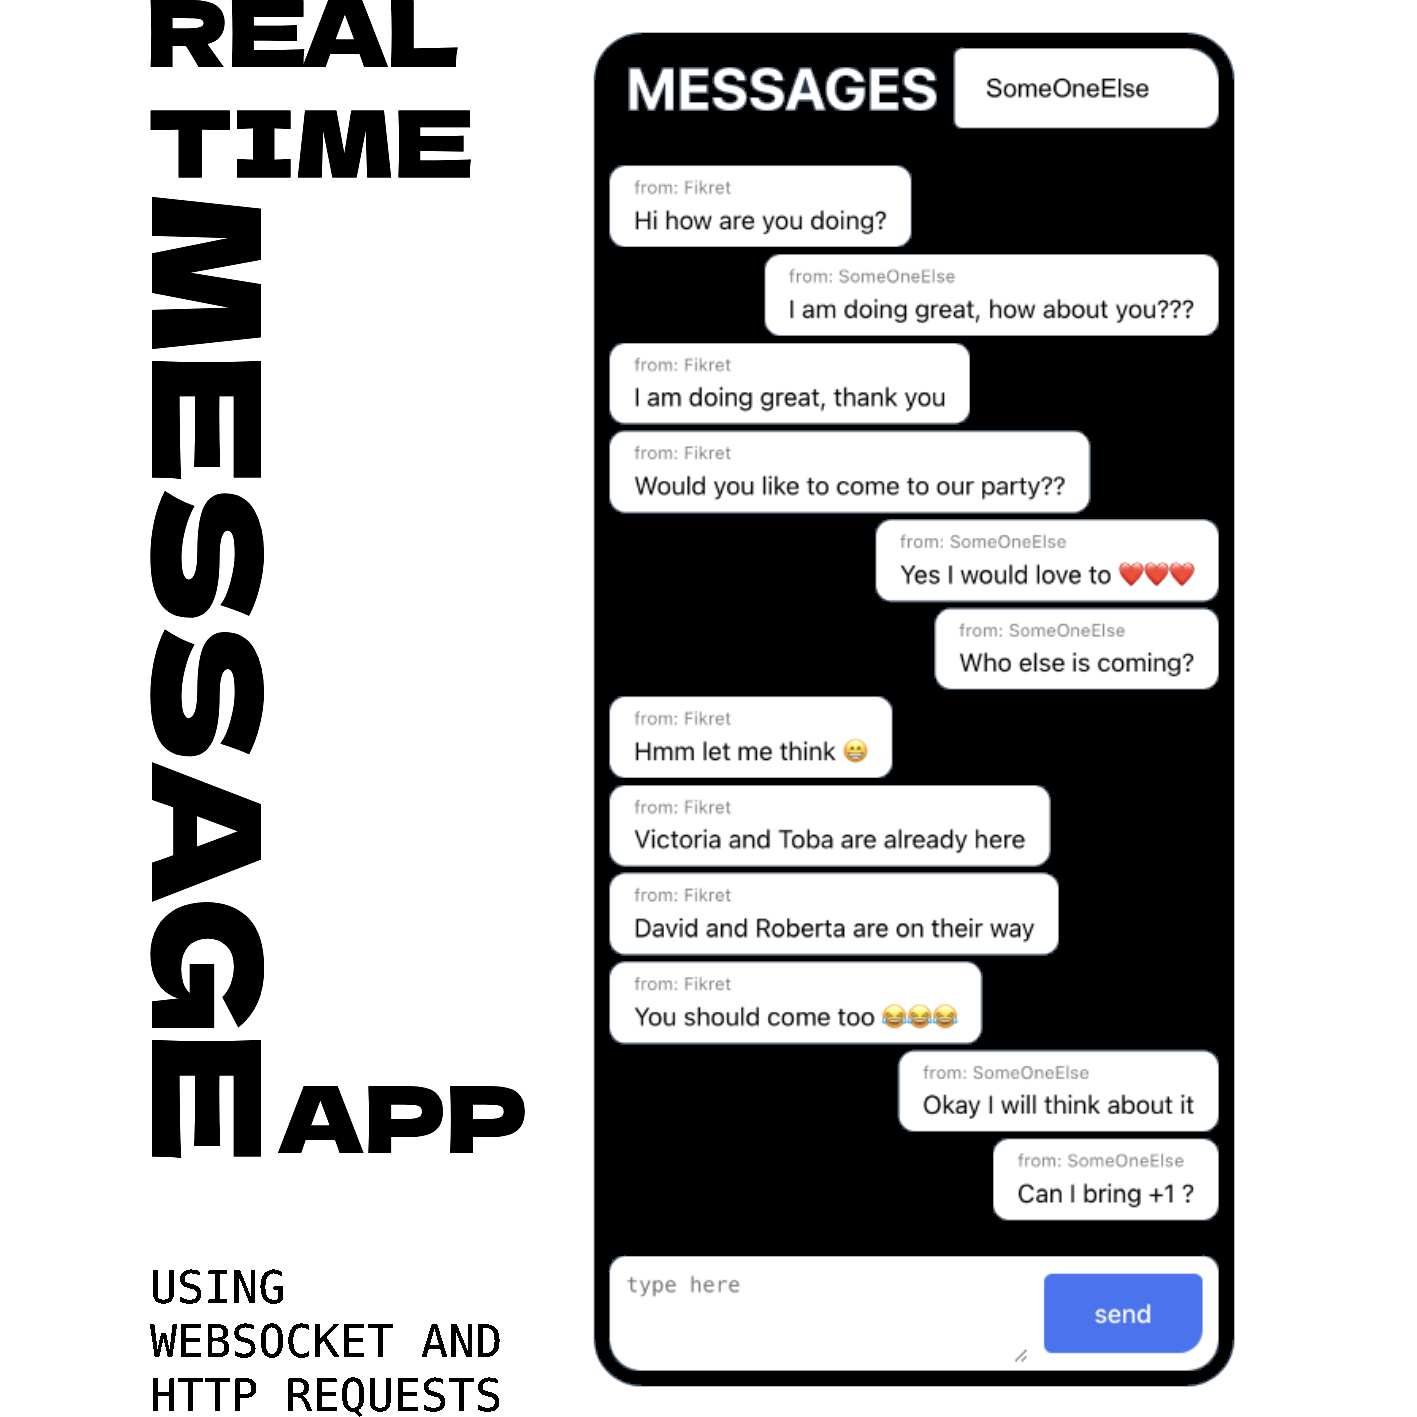 REAL
TIME
MESSAGE
APP
USING
WEBSOCKET AND
HTTP REQUESTS
MESSAGES
SomeOneElse
from: Fikret
Hi how are you doing?
from: SomeOneElse
I am doing great, how about you???
from: Fikret
I am doing great, thank you
from: Fikret
Would you like to come to our party??
from: SomeOneElse
Yes I would love to ❤️❤️❤️
from: SomeOneElse
Who else is coming?
from: Fikret
Hmm let me think 😁
from: Fikret
Victoria and Toba are already here
from: Fikret
David and Roberta are on their way
from: Fikret
You should come too 😂😂😂
from: SomeOneElse
Okay I will think about it
from: SomeOneElse
Can I bring +1 ?
type here
send